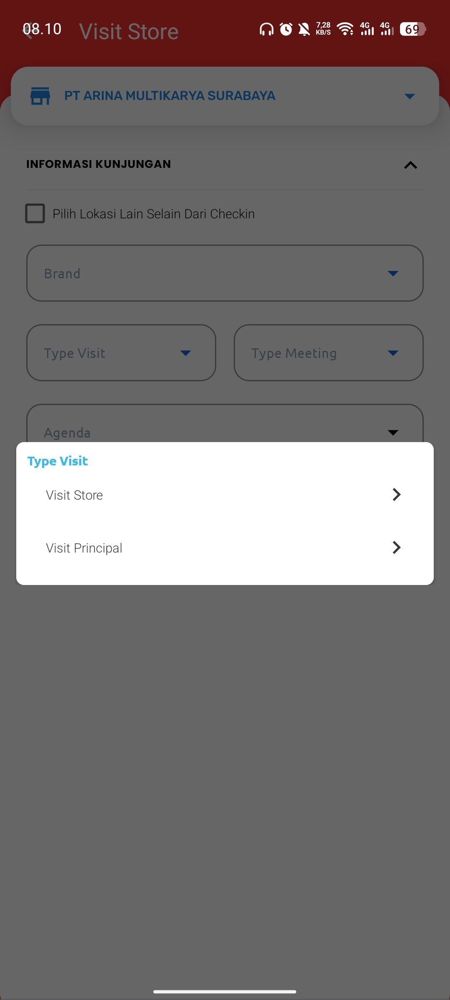 08.10
7,28
KB/S
4G
4G
69
Visit Store
PT ARINA MULTIKARYA SURABAYA
INFORMASI KUNJUNGAN
Pilih Lokasi Lain Selain Dari Checkin
Brand
Type Visit
Type Meeting
Agenda
Type Visit
Visit Store
Visit Principal